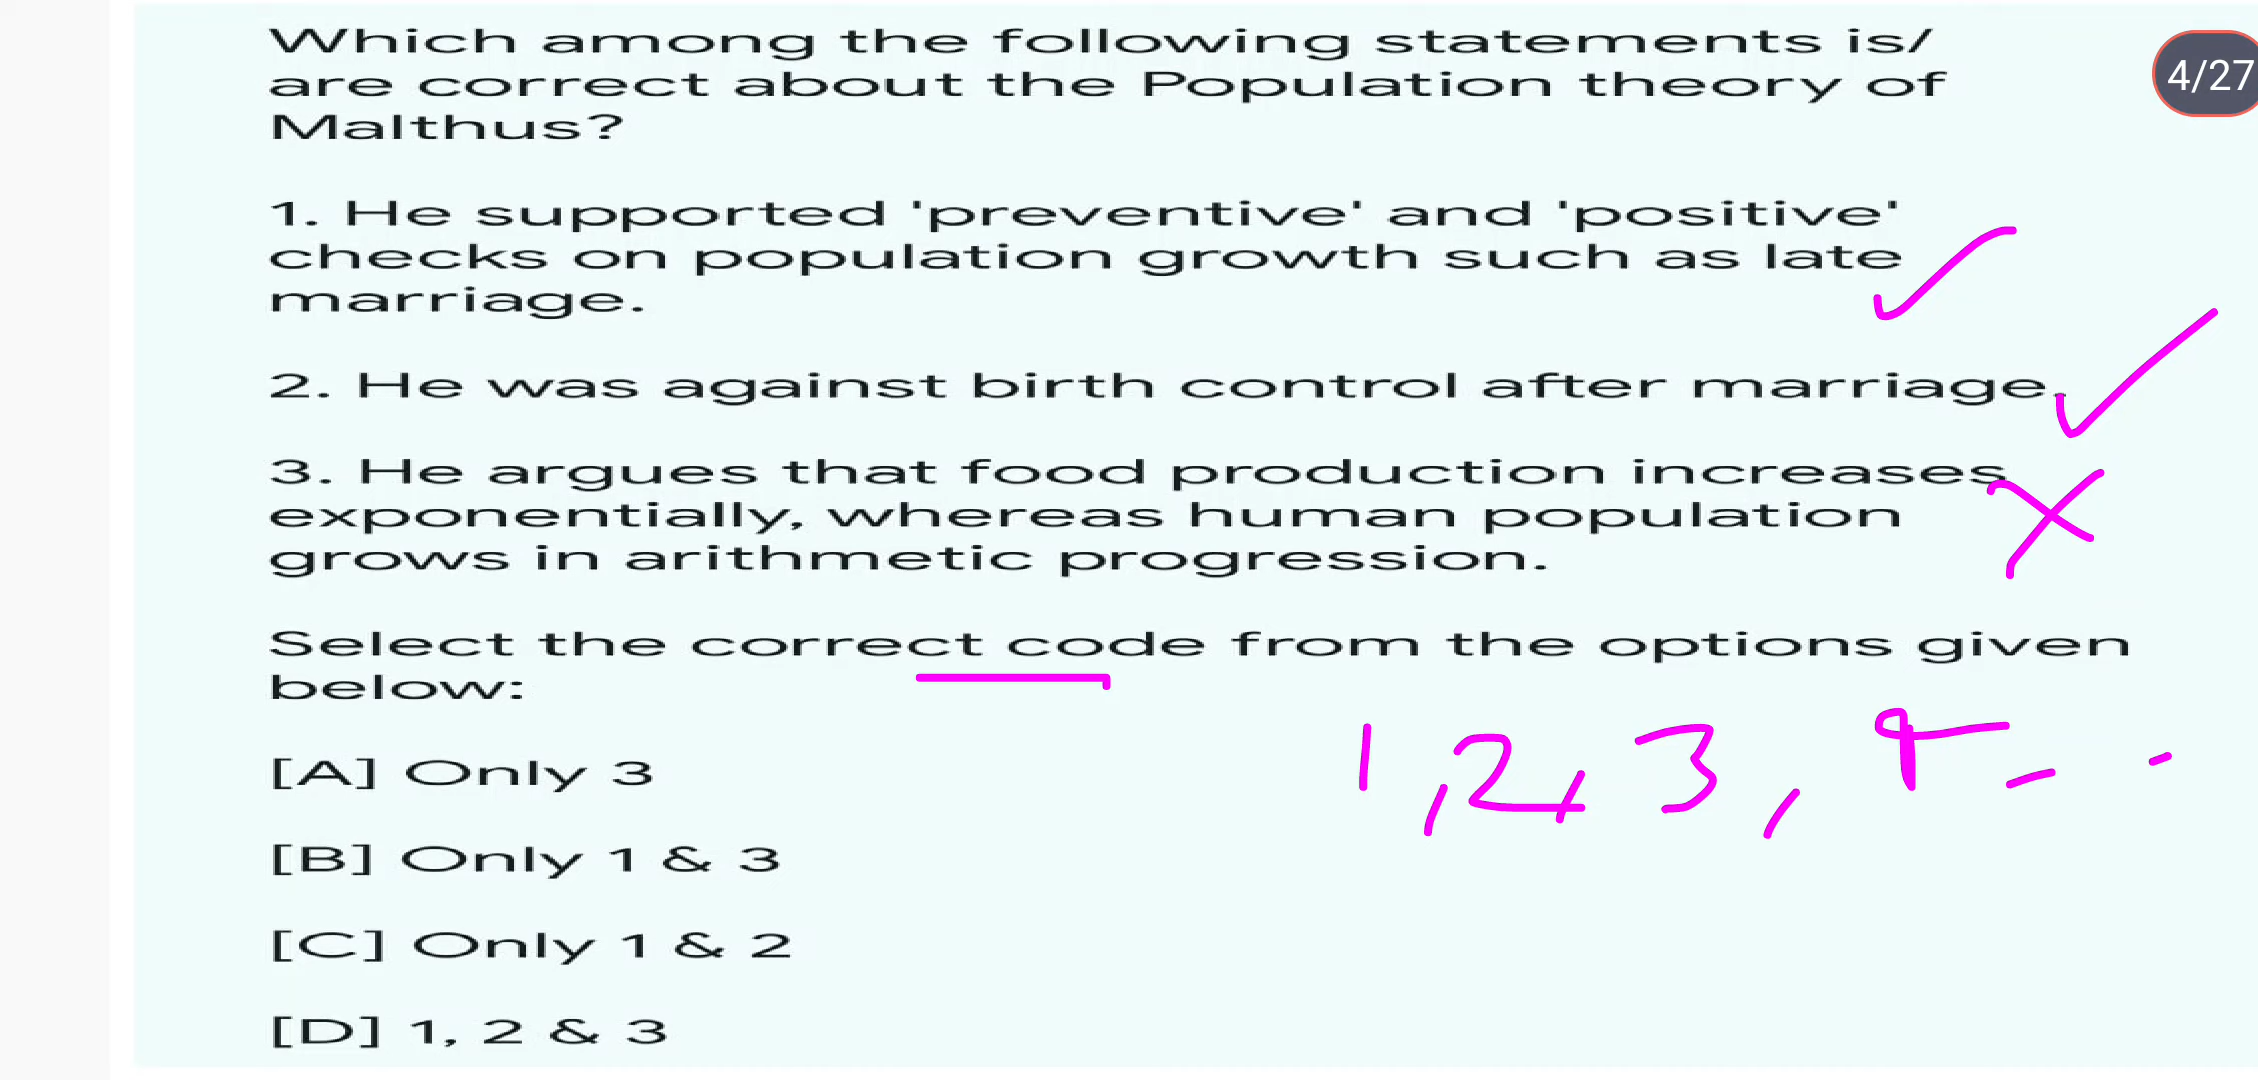 Which among the following statements is/
are correct about the Population theory of
Malthus?
4/27
1. He supported 'preventive' and 'positive'
checks on population growth such as late
marriage.
2. He was against birth control after marriage.
3. He argues that food production increases
exponentially, whereas human population
grows in arithmetic progression.
Select the correct code from the options given
below:
1, 2, 3, 4 - -
[A] Only 3
[B] Only 1 & 3
[C] Only 1 & 2
[D] 1, 2 & 3